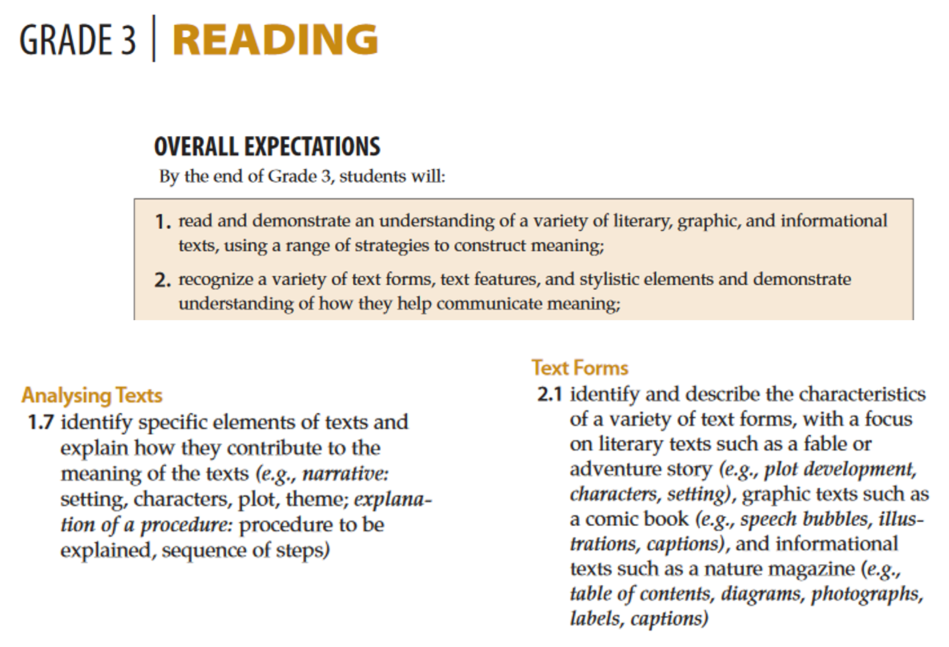 GRADE 3 | READING
OVERALL EXPECTATIONS
By the end of Grade 3, students will:
1. read and demonstrate an understanding of a variety of literary, graphic, and informational
texts, using a range of strategies to construct meaning;
2. recognize a variety of text forms, text features, and stylistic elements and demonstrate
understanding of how they help communicate meaning;
Analysing Texts
1.7 identify specific elements of texts and
explain how they contribute to the
meaning of the texts (e.g., narrative:
setting, characters, plot, theme; explana-
tion of a procedure: procedure to be
explained, sequence of steps)
Text Forms
2.1 identify and describe the characteristics
of a variety of text forms, with a focus
on literary texts such as a fable or
adventure story (e.g., plot development,
characters, setting), graphic texts such as
a comic book (e.g., speech bubbles, illus-
trations, captions), and informational
texts such as a nature magazine (e.g.,
table of contents, diagrams, photographs,
labels, captions)